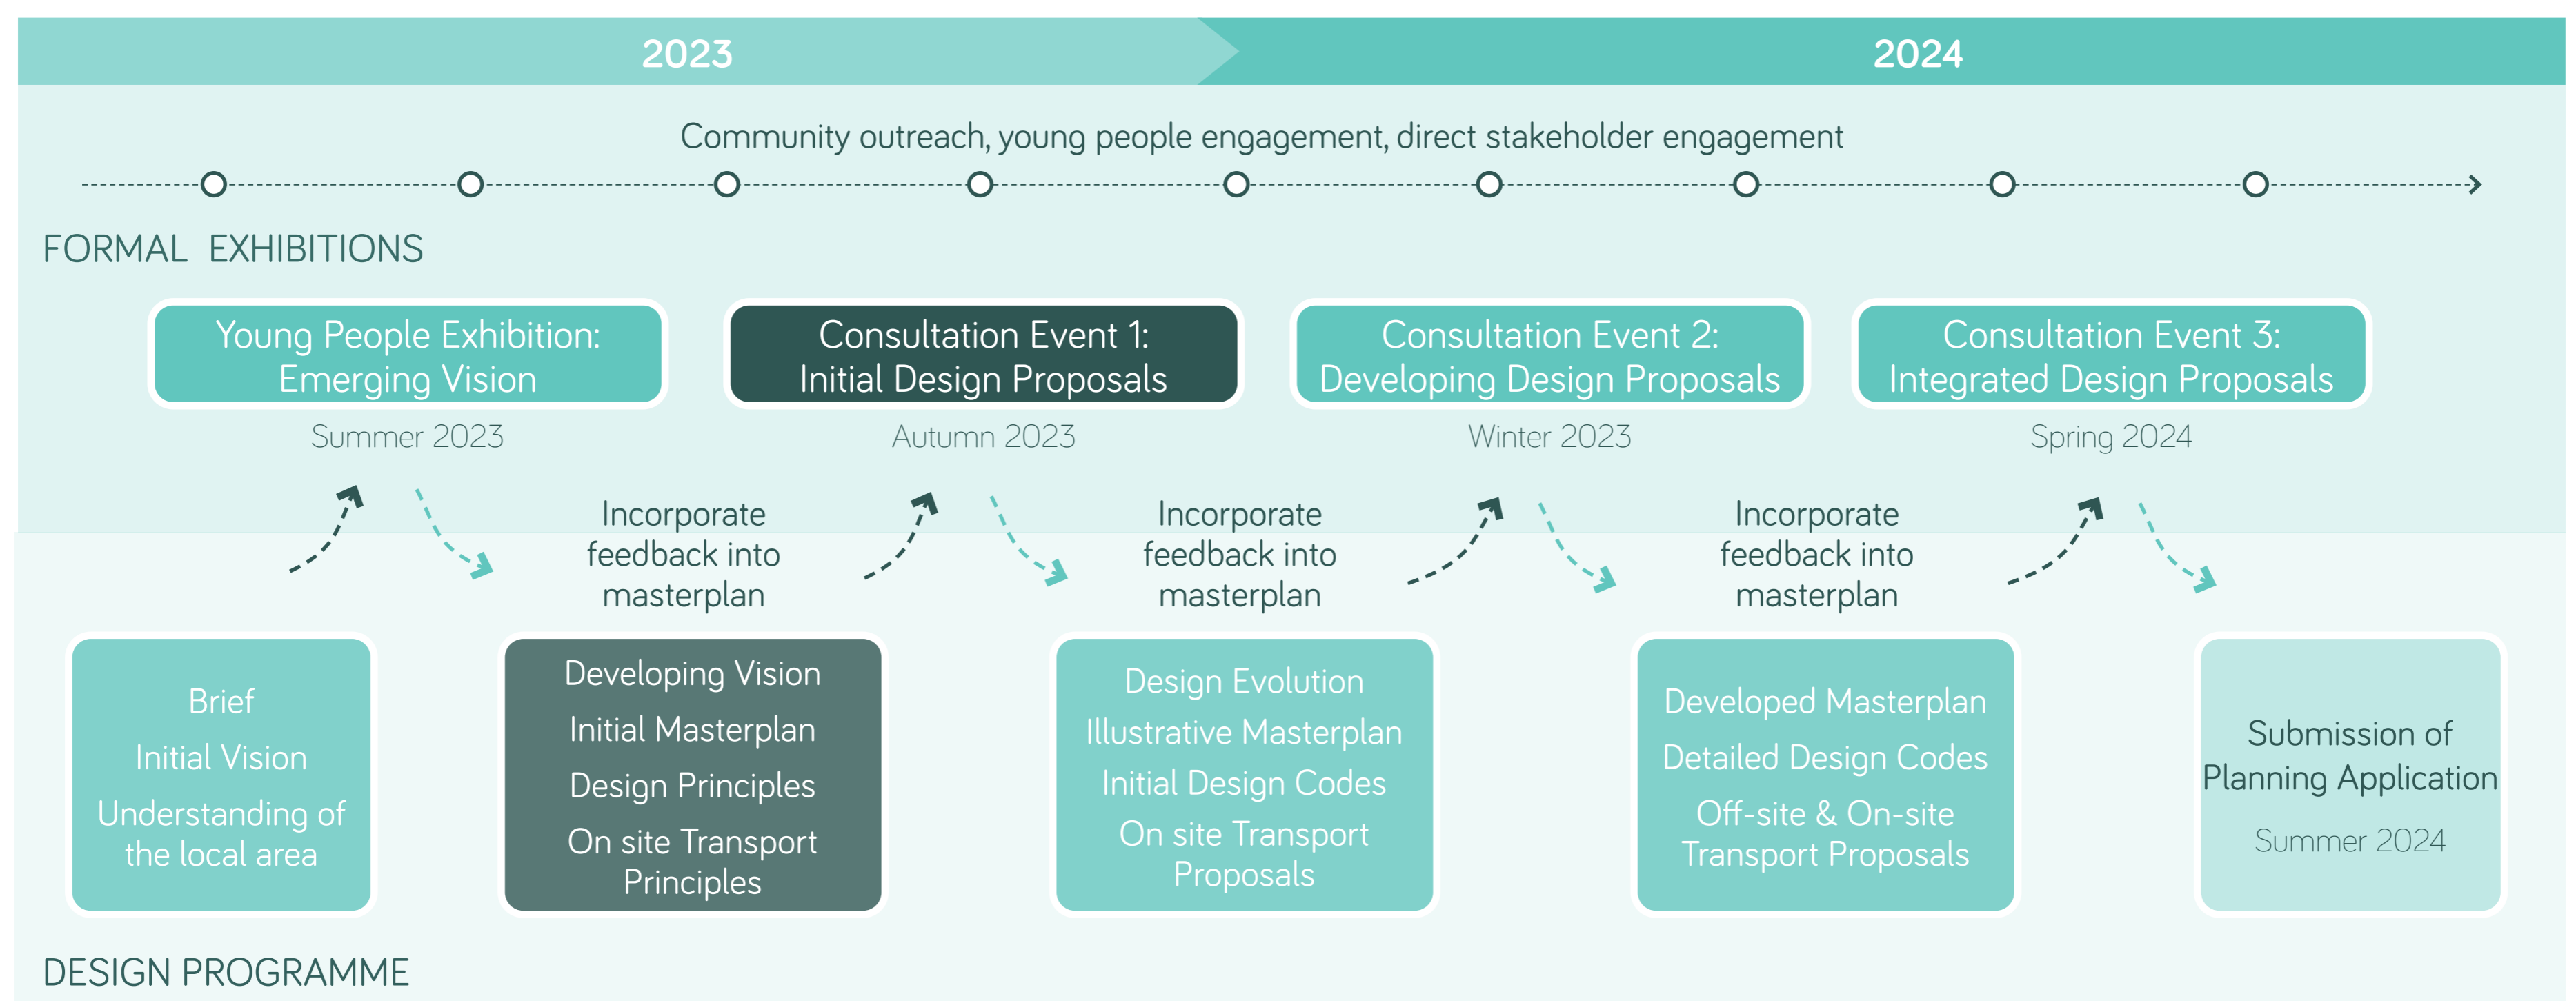 2023
2024
Community outreach, young people engagement, direct stakeholder engagement
FORMAL EXHIBITIONS
Young People Exhibition:
Emerging Vision
Summer 2023
Consultation Event 1:
Initial Design Proposals
Autumn 2023
Consultation Event 2:
Developing Design Proposals
Winter 2023
Consultation Event 3:
Integrated Design Proposals
Spring 2024
Incorporate
feedback into
masterplan
Incorporate
feedback into
masterplan
Incorporate
feedback into
masterplan
Brief
Initial Vision
Understanding of
the local area
Developing Vision
Initial Masterplan
Design Principles
On site Transport
Principles
Design Evolution
Illustrative Masterplan
Initial Design Codes
On site Transport
Proposals
Developed Masterplan
Detailed Design Codes
Off-site & On-site
Transport Proposals
Submission of
Planning Application
Summer 2024
DESIGN PROGRAMME